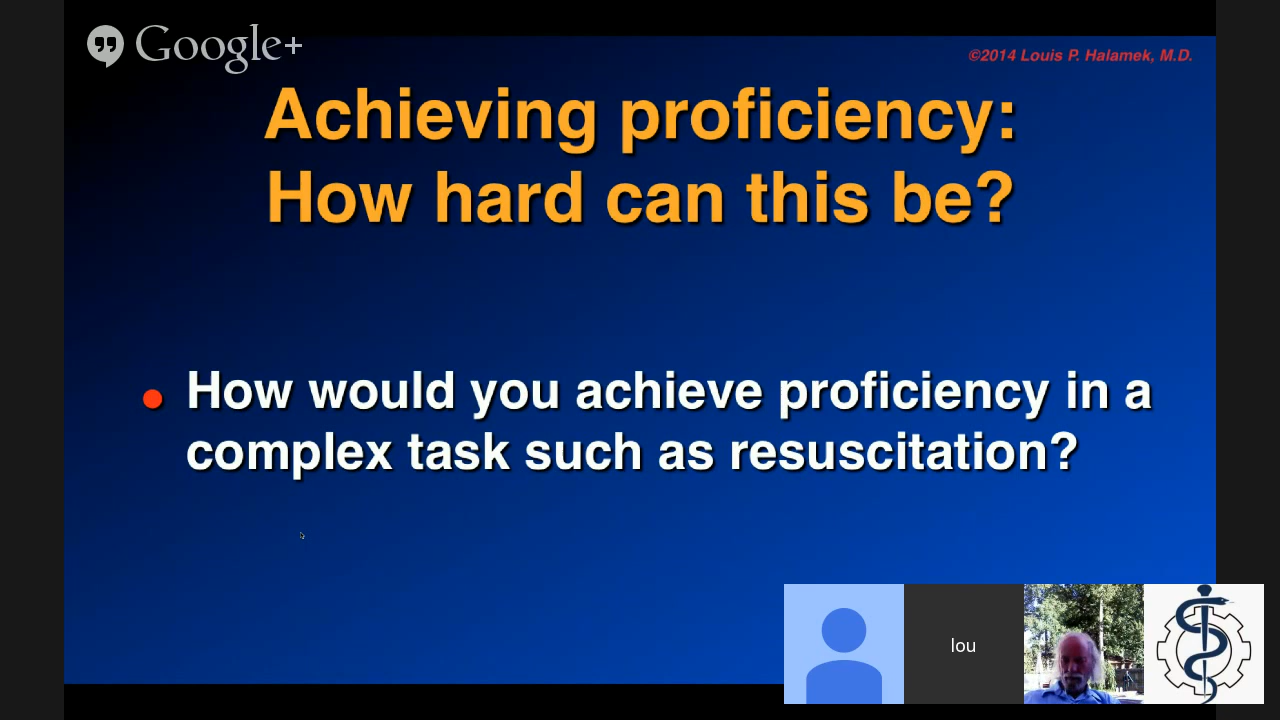 Google+
©2014 Louis P. Halamek, M.D.
Achieving proficiency:
How hard can this be?
How would you achieve proficiency in a
complex task such as resuscitation?
lou